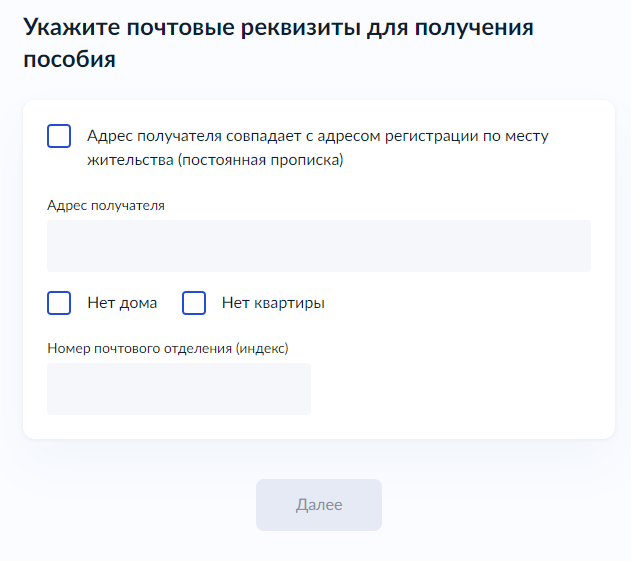 Укажите почтовые реквизиты для получения
пособия
Адрес получателя совпадает с адресом регистрации по месту
жительства (постоянная прописка)
Адрес получателя
Нет дома Нет квартиры
Номер почтового отделения (индекс)
Далее